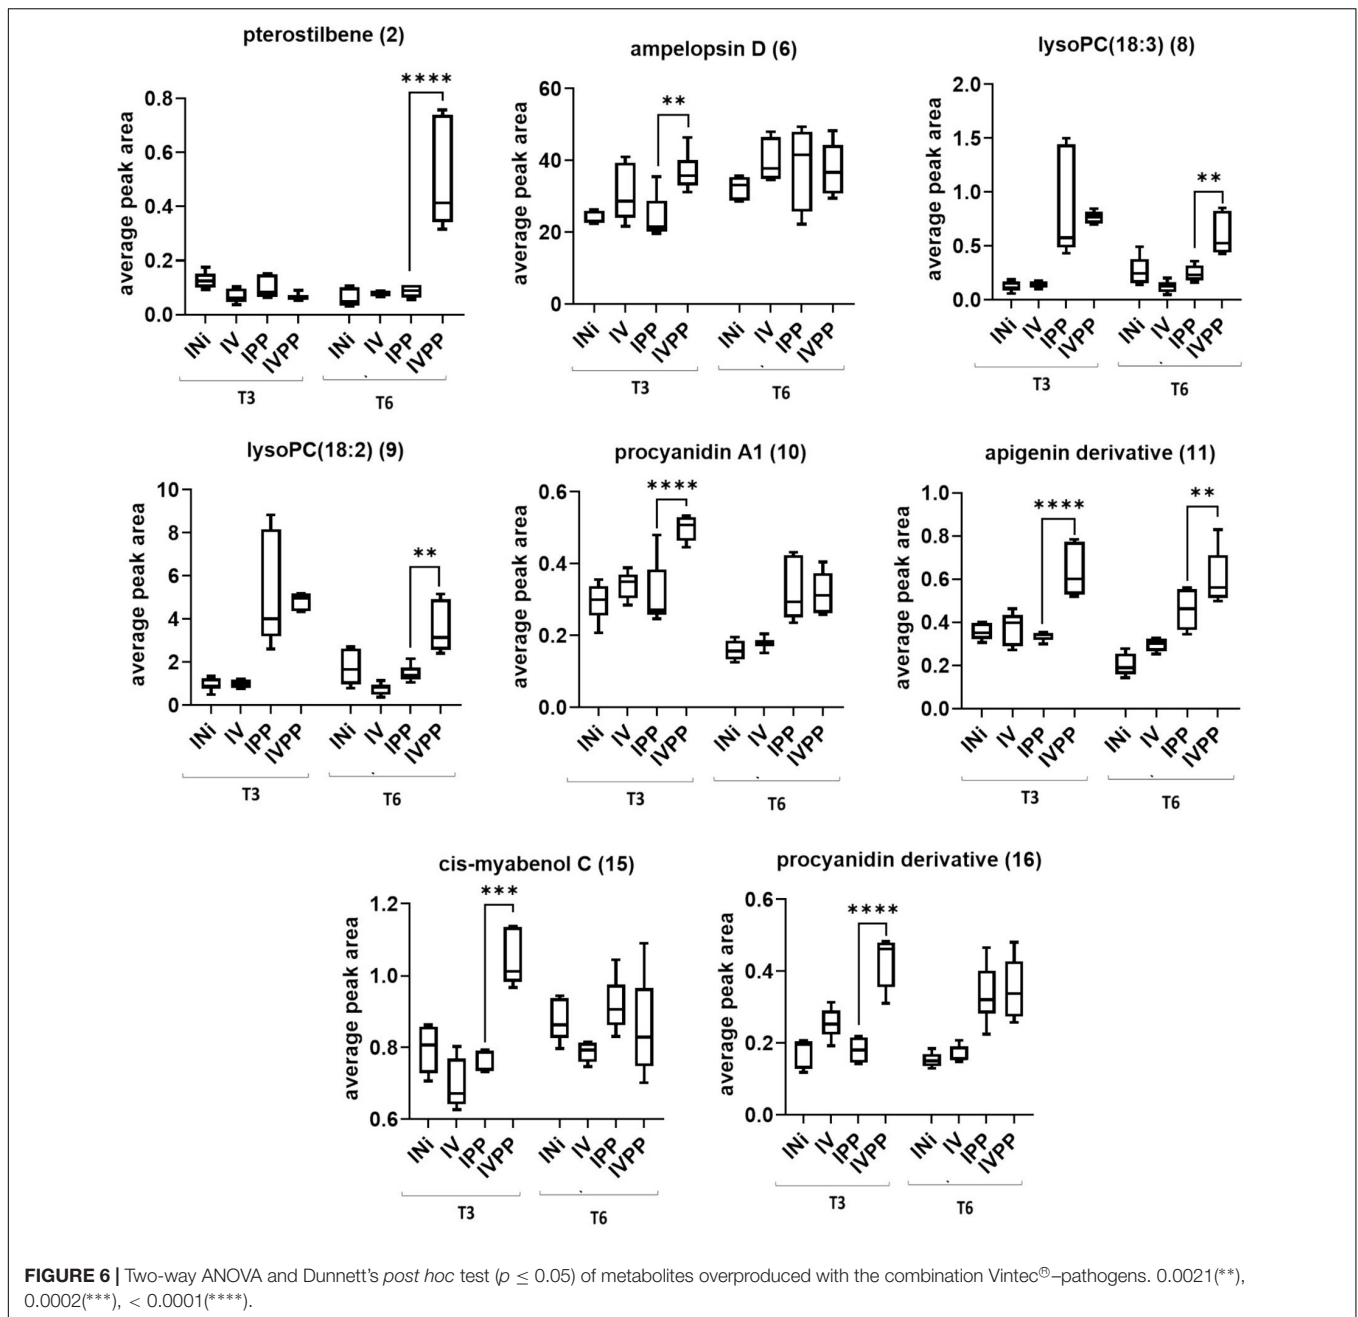 pterostilbene (2)
average peak area
0.8
0.6
0.4
0.2
0.0
****
INi IV IPP IVPP INi IV IPP IVPP
T3 T6
ampelopsin D (6)
average peak area
60
40
20
0
**
INi IV IPP IVPP INi IV IPP IVPP
T3 T6
lysoPC(18:3) (8)
average peak area
2.0
1.5
1.0
0.5
0.0
**
INi IV IPP IVPP INi IV IPP IVPP
T3 T6
lysoPC(18:2) (9)
average peak area
10
8
6
4
2
0
**
INi IV IPP IVPP INi IV IPP IVPP
T3 T6
procyanidin A1 (10)
average peak area
0.6
0.4
0.2
0.0
****
INi IV IPP IVPP INi IV IPP IVPP
T3 T6
apigenin derivative (11)
average peak area
1.0
0.8
0.6
0.4
0.2
0.0
**** **
INi IV IPP IVPP INi IV IPP IVPP
T3 T6
cis-myabenol C (15)
average peak area
1.2
1.0
0.8
0.6
***
INi IV IPP IVPP INi IV IPP IVPP
T3 T6
procyanidin derivative (16)
average peak area
0.6
0.4
0.2
0.0
****
INi IV IPP IVPP INi IV IPP IVPP
T3 T6
FIGURE 6 | Two-way ANOVA and Dunnett's post hoc test (p ≤ 0.05) of metabolites overproduced with the combination Vintec®–pathogens. 0.0021(**),
0.0002(***), < 0.0001(****).